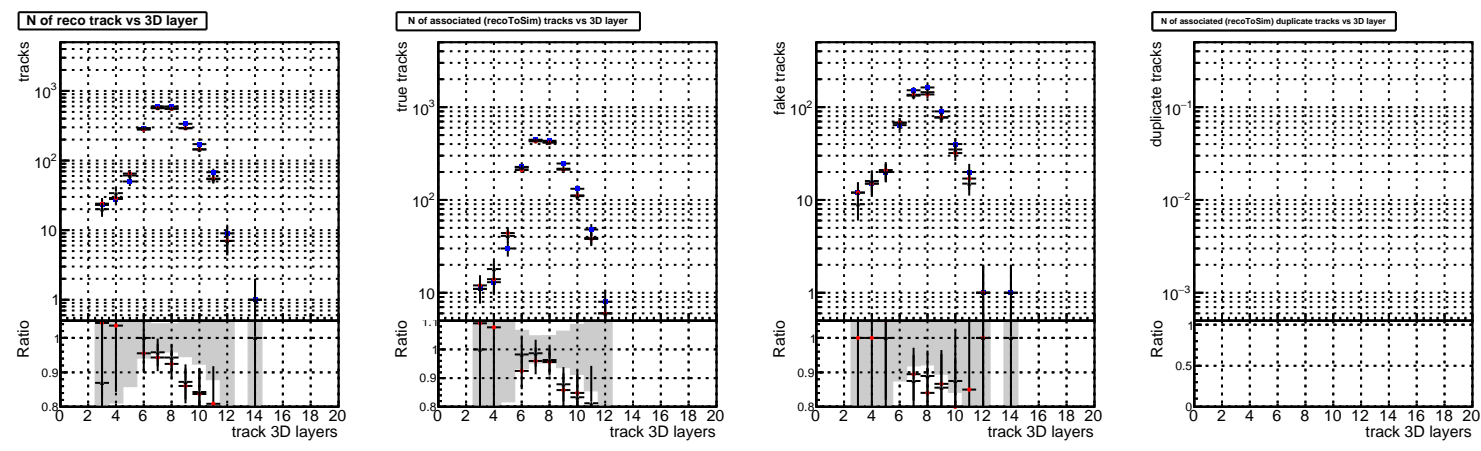 N of reco track vs 3D layer
tracks
10³
10²
10
1
Ratio
1
0.9
0.8
0 2 4 6 8 10 12 14 16 18 20
track 3D layers
N of associated (recoToSim) tracks vs 3D layer
true tracks
10³
10²
10
Ratio
1.1
1
0.9
0.8
0 2 4 6 8 10 12 14 16 18 20
track 3D layers
fake tracks
10²
10
1
Ratio
1
0.9
0.8
0 2 4 6 8 10 12 14 16 18 20
track 3D layers
N of associated (recoToSim) duplicate tracks vs 3D layer
duplicate tracks
10⁻¹
10⁻²
10⁻³
Ratio
1
0.5
0
0 2 4 6 8 10 12 14 16 18 20
track 3D layers